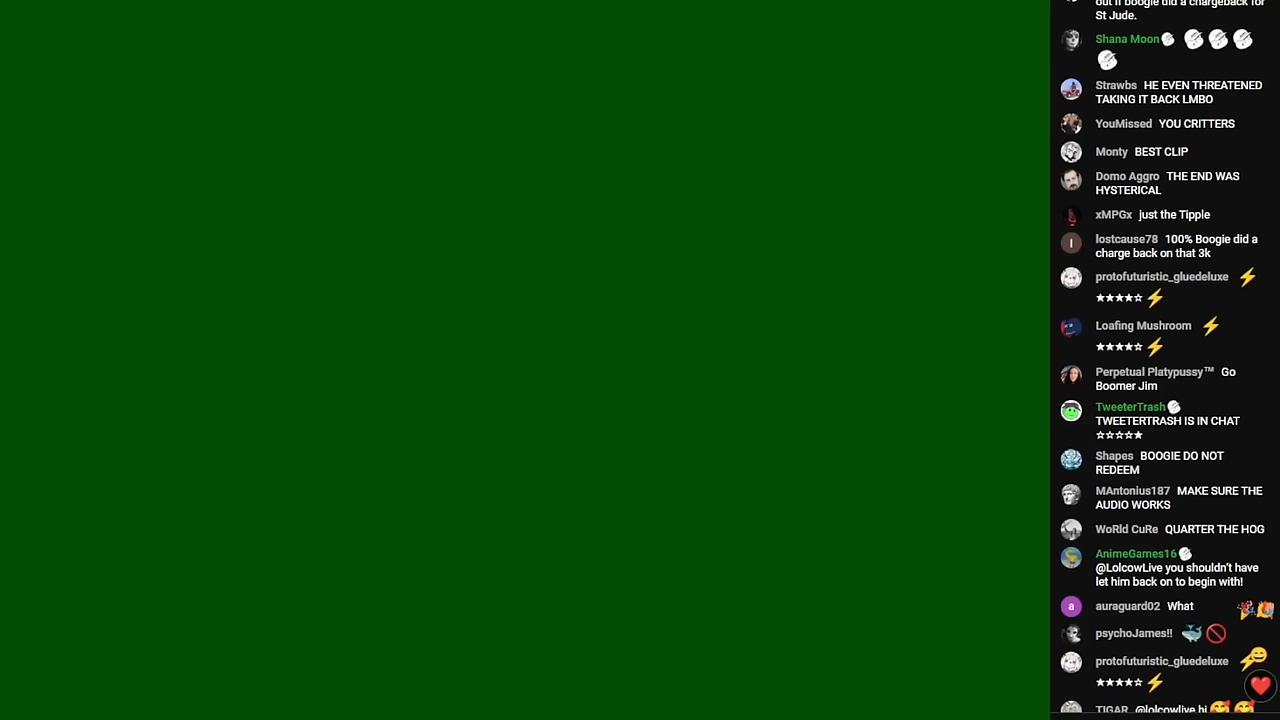 out if boogie did a chargeback for
St Jude.
Shana Moon
Strawbs HE EVEN THREATENED
TAKING IT BACK LMBO
YouMissed YOU CRITTERS
Monty BEST CLIP
Domo Aggro THE END WAS
HYSTERICAL
xMPGx just the Tipple
lostcause78 100% Boogie did a
charge back on that 3k
protofuturistic_gluedeluxe ⚡
★★★★☆⚡
Loafing Mushroom ⚡
★★★★☆⚡
Perpetual Platypussy™ Go
Boomer Jim
TweeterTrash
TWEETERTRASH IS IN CHAT
☆☆☆☆★
Shapes BOOGIE DO NOT
REDEEM
MAntonius187 MAKE SURE THE
AUDIO WORKS
WoRld CuRe QUARTER THE HOG
AnimeGames16
@LolcowLive you shouldn't have
let him back on to begin with!
auraguard02 What
psychoJames!! 🐳🚫
protofuturistic_gluedeluxe ⚡
★★★★☆⚡
TIGAR @lolcowlive hi 🥰🥰